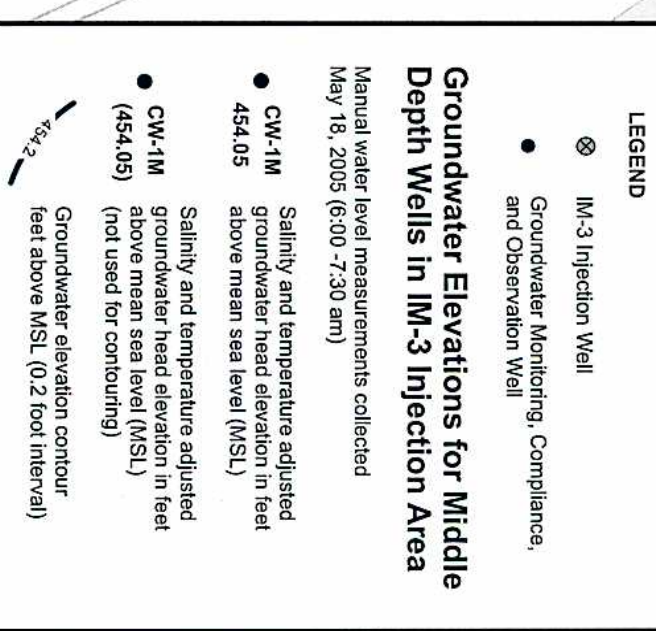 LEGEND
IM-3 Injection Well
Groundwater Monitoring, Compliance,
and Observation Well
Groundwater Elevations for Middle
Depth Wells in IM-3 Injection Area
Manual water level measurements collected
May 18, 2005 (6:00 -7:30 am)
CW-1M
454.05
Salinity and temperature adjusted
groundwater head elevation in feet
above mean sea level (MSL)
CW-1M
(454.05)
Salinity and temperature adjusted
groundwater head elevation in feet
above mean sea level (MSL)
(not used for contouring)
454.2
Groundwater elevation contour
feet above MSL (0.2 foot interval)